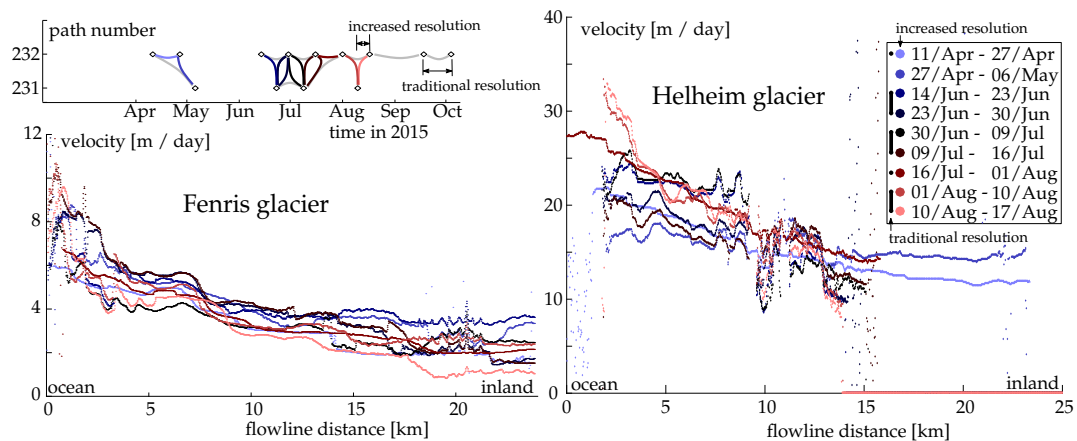 path number
232
231
increased resolution
traditional resolution
Apr May Jun Jul Aug Sep Oct
time in 2015
velocity [m / day]
12
8
4
0
Fenris glacier
ocean
inland
0 5 10 15 20
flowline distance [km]
velocity [m / day]
40
30
20
10
0
Helheim glacier
increased resolution
11/Apr - 27/Apr
27/Apr - 06/May
14/Jun - 23/Jun
23/Jun - 30/Jun
30/Jun - 09/Jul
09/Jul - 16/Jul
16/Jul - 01/Aug
01/Aug - 10/Aug
10/Aug - 17/Aug
traditional resolution
ocean
inland
0 5 10 15 20 25
flowline distance [km]